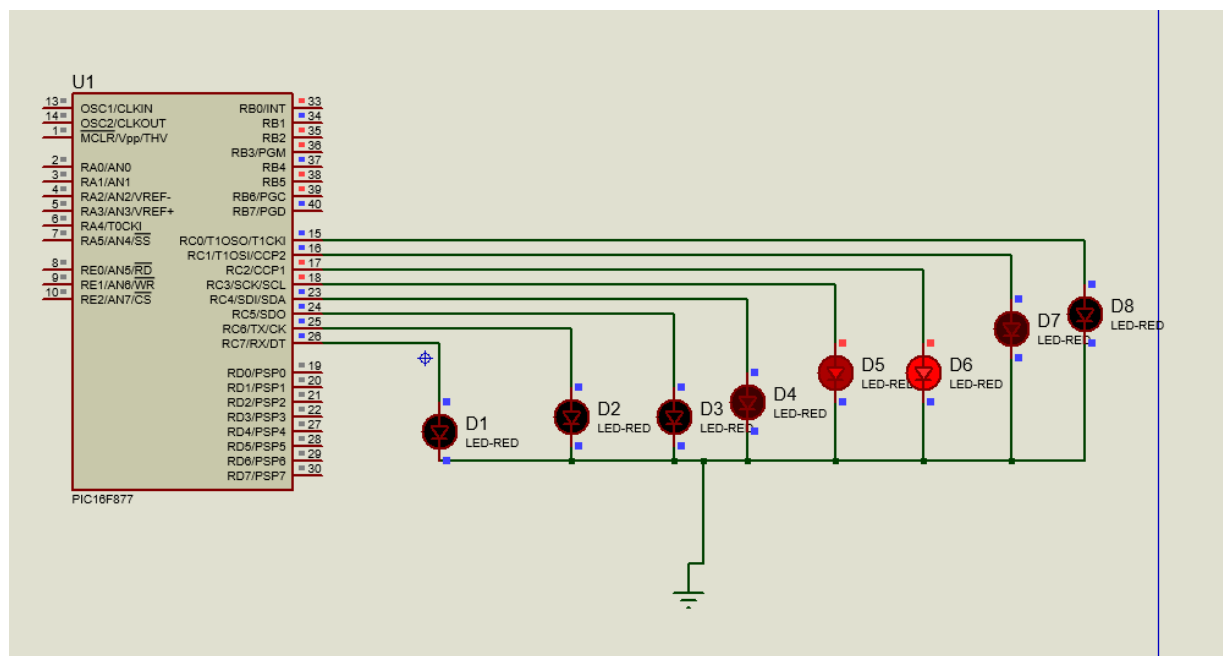 U1
13 OSC1/CLKIN RB0/INT 33
14 OSC2/CLKOUT RB1 34
1 MCLR/Vpp/THV RB2 35
RB3/PGM 36
2 RA0/AN0 RB4 37
3 RA1/AN1 RB5 38
4 RA2/AN2/VREF- RB6/PGC 39
5 RA3/AN3/VREF+ RB7/PGD 40
6 RA4/T0CKI
7 RA5/AN4/SS RC0/T1OSO/T1CKI 15
RC1/T1OSI/CCP2 16
8 RE0/AN5/RD RC2/CCP1 17
9 RE1/AN6/WR RC3/SCK/SCL 18
10 RE2/AN7/CS RC4/SDI/SDA 23
RC5/SDO 24
RC6/TX/CK 25
RC7/RX/DT 26
RD0/PSP0 19
RD1/PSP1 20
RD2/PSP2 21
RD3/PSP3 22
RD4/PSP4 27
RD5/PSP5 28
RD6/PSP6 29
RD7/PSP7 30
PIC16F877
D1
LED-RED
D2
LED-RED
D3
LED-RED
D4
LED-RED
D5
LED-RED
D6
LED-RED
D7
LED-RED
D8
LED-RED